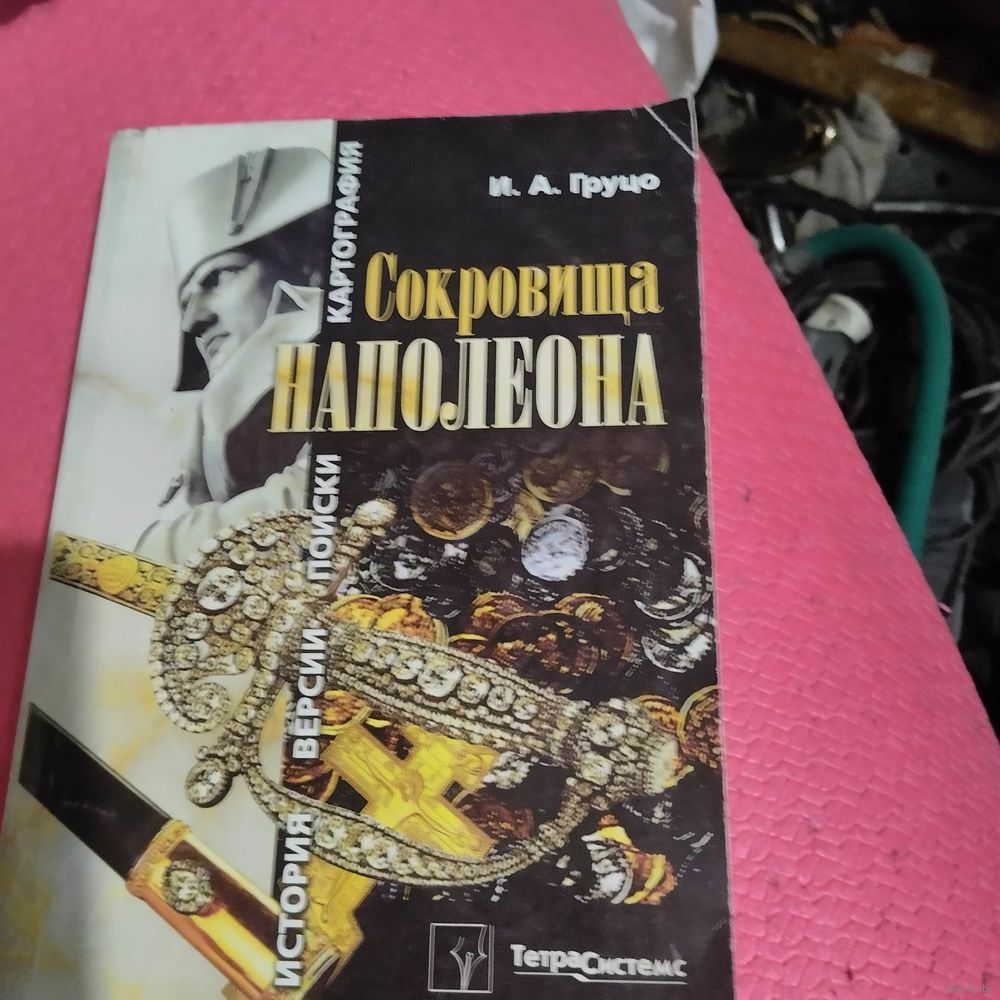 И. А. Груцо
Сокровища
НАПОЛЕОНА
ИСТОРИЯ ВЕРСИИ ПОИСКИ КАРТОГРАФИЯ
ТетраСистемс